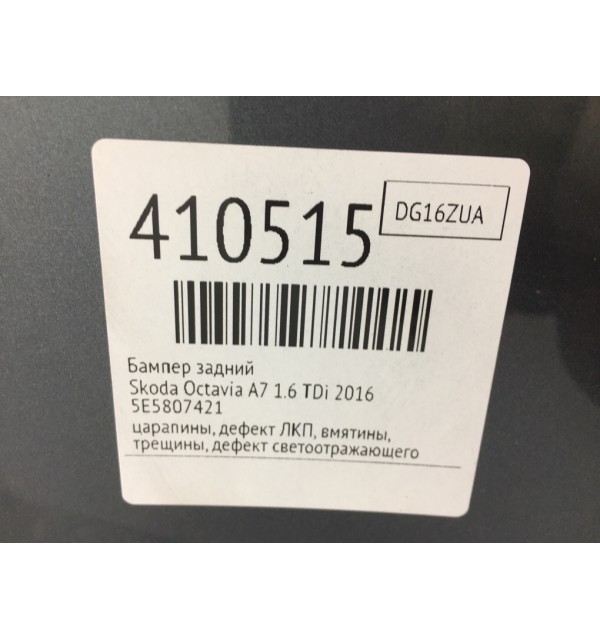 410515
DG16ZUA
Бампер задний
Skoda Octavia A7 1.6 TDi 2016
5E5807421
царапины, дефект ЛКП, вмятины,
трещины, дефект светоотражающего